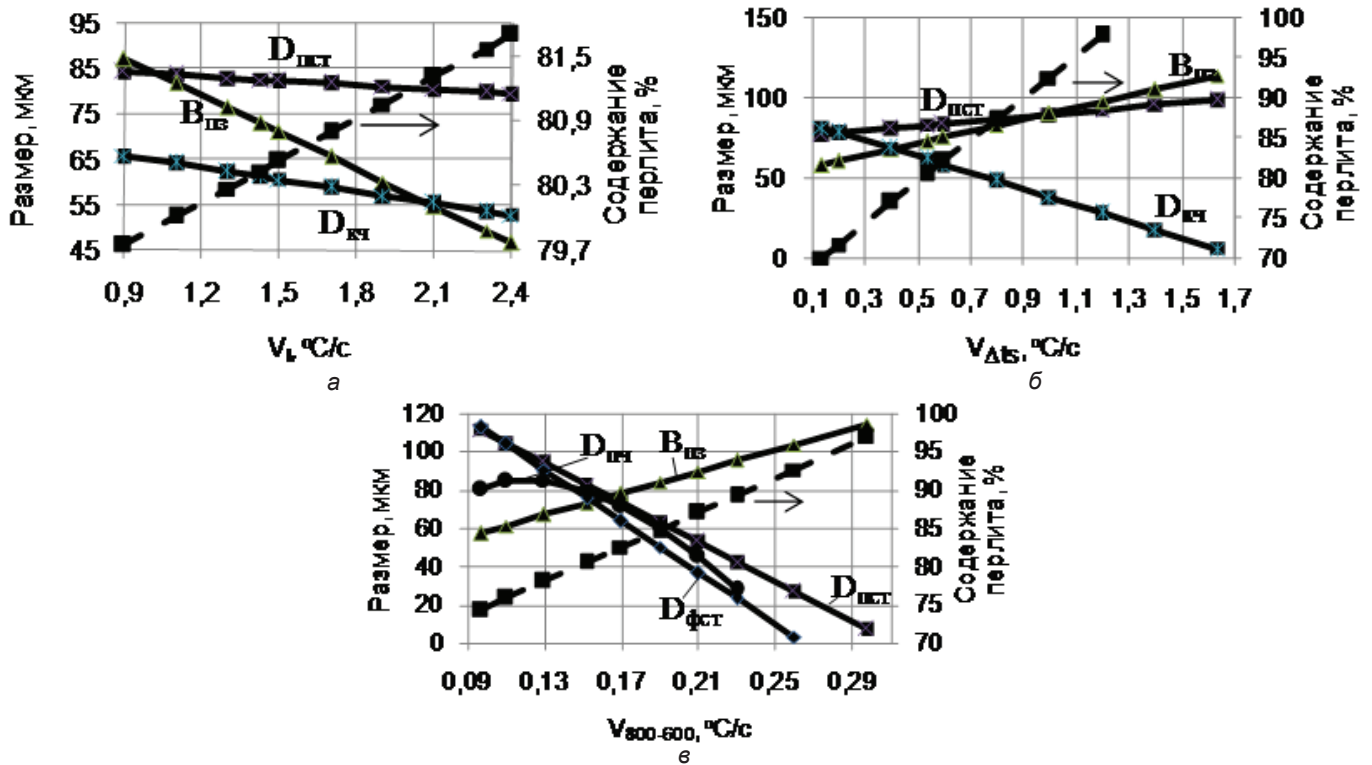 95
85
75
65
55
45
Размер, мкм
Dпст
Bпз
Dкч
81,5
80,9
80,3
79,7
Содержание
перлита, %
0,9 1,2 1,5 1,8 2,1 2,4
VL, ºC/c
а
150
100
50
0
Размер, мкм
Dпст
Bпз
Dкч
100
95
90
85
80
75
70
Содержание
перлита, %
0,1 0,3 0,5 0,7 0,9 1,1 1,3 1,5 1,7
VΔts, ºC/c
б
120
100
80
60
40
20
0
Размер, мкм
Dпч
Bпз
Dфст
Dпст
100
95
90
85
80
75
70
Содержание
перлита, %
0,09 0,13 0,17 0,21 0,25 0,29
V800-600, ºC/c
в